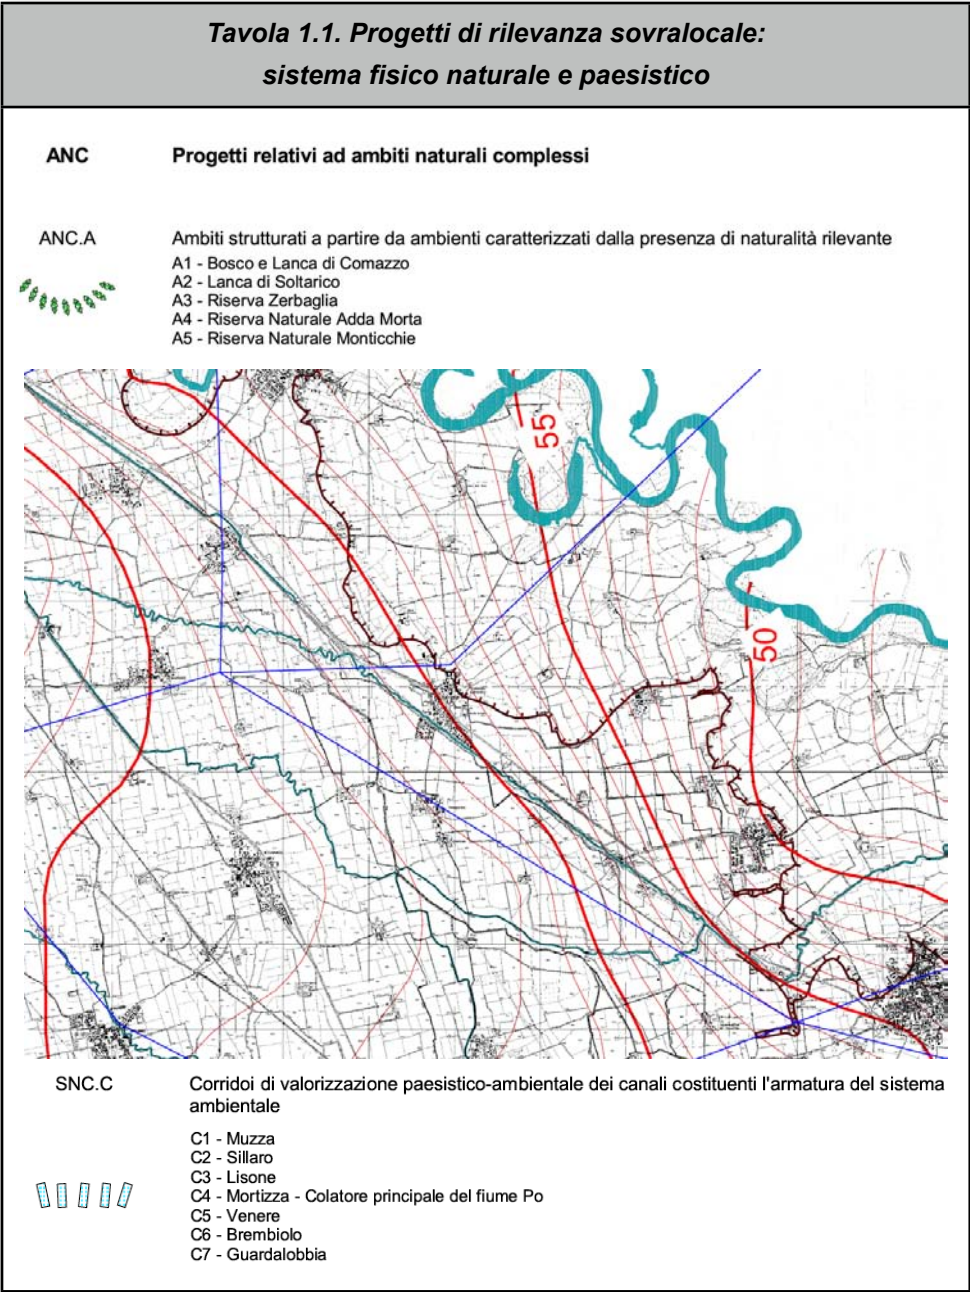 Tavola 1.1. Progetti di rilevanza sovralocale:
sistema fisico naturale e paesistico
ANC Progetti relativi ad ambiti naturali complessi
ANC.A Ambiti strutturati a partire da ambienti caratterizzati dalla presenza di naturalità rilevante
A1 - Bosco e Lanca di Comazzo
A2 - Lanca di Soltarico
A3 - Riserva Zerbaglia
A4 - Riserva Naturale Adda Morta
A5 - Riserva Naturale Monticchie
55
50
SNC.C Corridoi di valorizzazione paesistico-ambientale dei canali costituenti l'armatura del sistema
ambientale
C1 - Muzza
C2 - Sillaro
C3 - Lisone
C4 - Mortizza - Colatore principale del fiume Po
C5 - Venere
C6 - Brembiolo
C7 - Guardalobbia